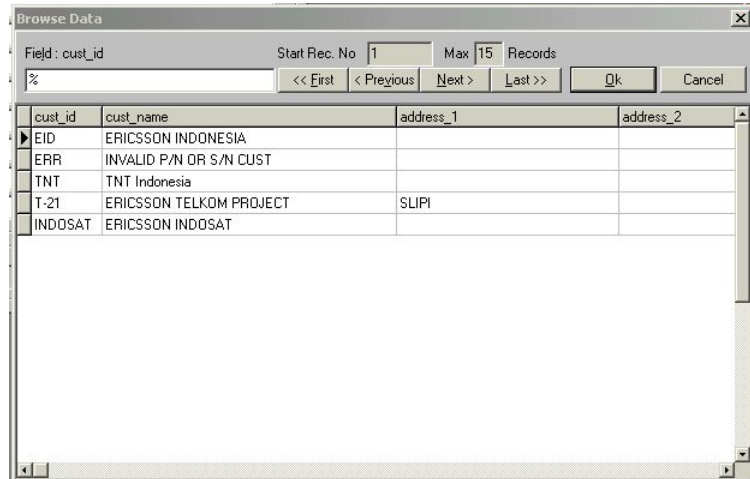 Browse Data
Field : cust_id Start Rec. No 1 Max 15 Records
% << First < Previous Next > Last >> Ok Cancel
cust_id cust_name address_1 address_2
EID ERICSSON INDONESIA
ERR INVALID P/N OR S/N CUST
TNT TNT Indonesia
T-21 ERICSSON TELKOM PROJECT SLIPI
INDOSAT ERICSSON INDOSAT